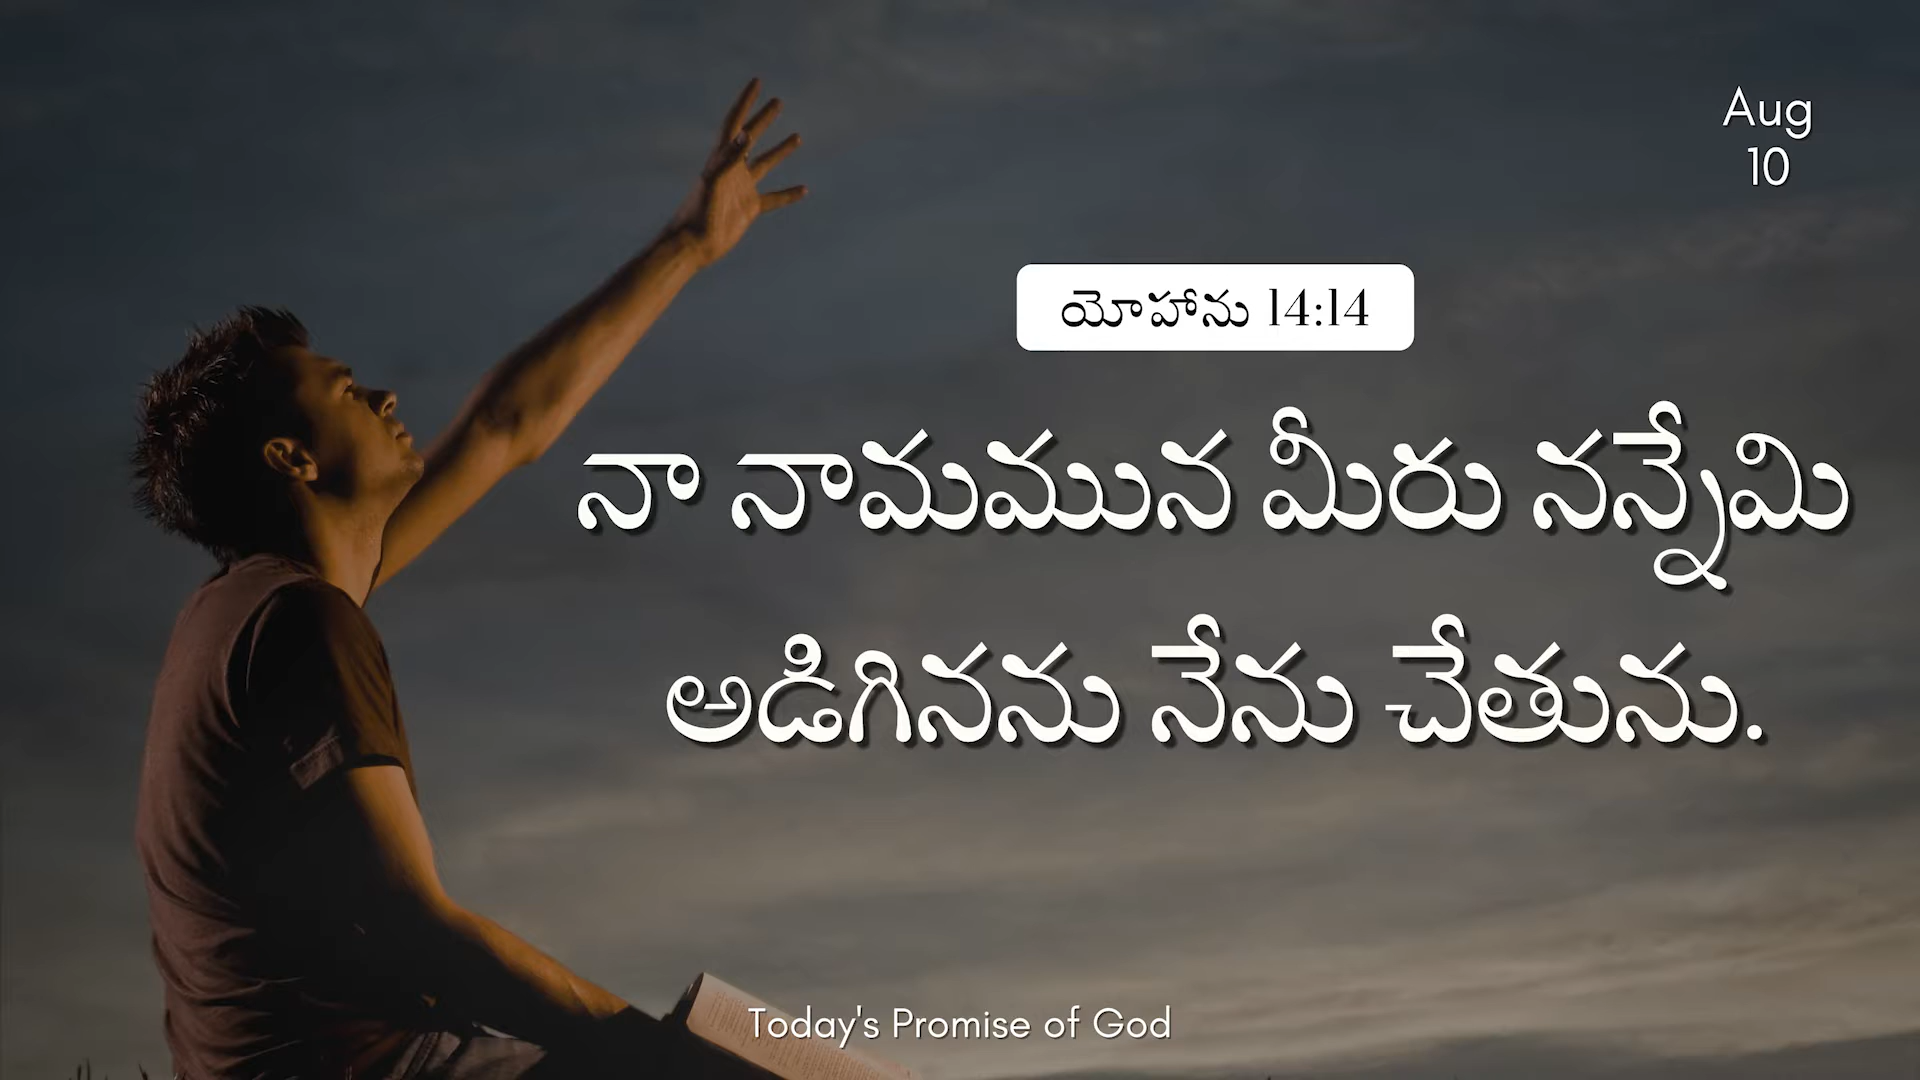 Aug
10
యోహాను 14:14
నా నామమున మీరు నన్నేమి
అడిగినను నేను చేతును.
Today's Promise of God